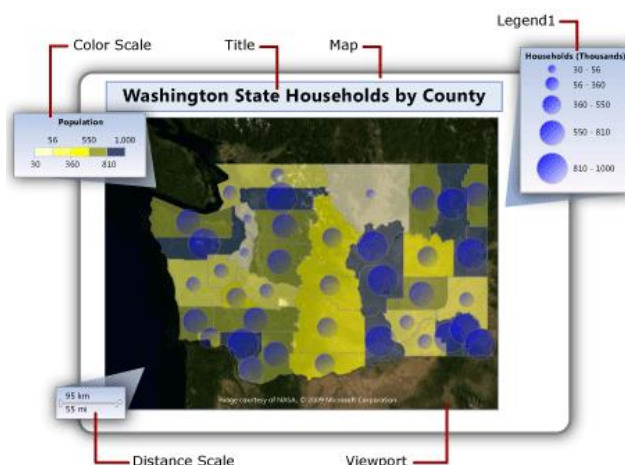 Legend1
Color Scale Title Map
Washington State Households by County
Households (Thousands)
30 - 56
56 - 360
360 - 550
550 - 810
810 - 1000
Population
56 550 1,000
30 360 810
95 km
55 mi
Image courtesy of NASA, © 2009 Microsoft Corporation
Distance Scale Viewport